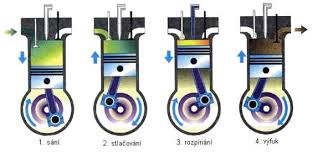 1. sání
2. stlačování
3. rozpínání
4. výfuk